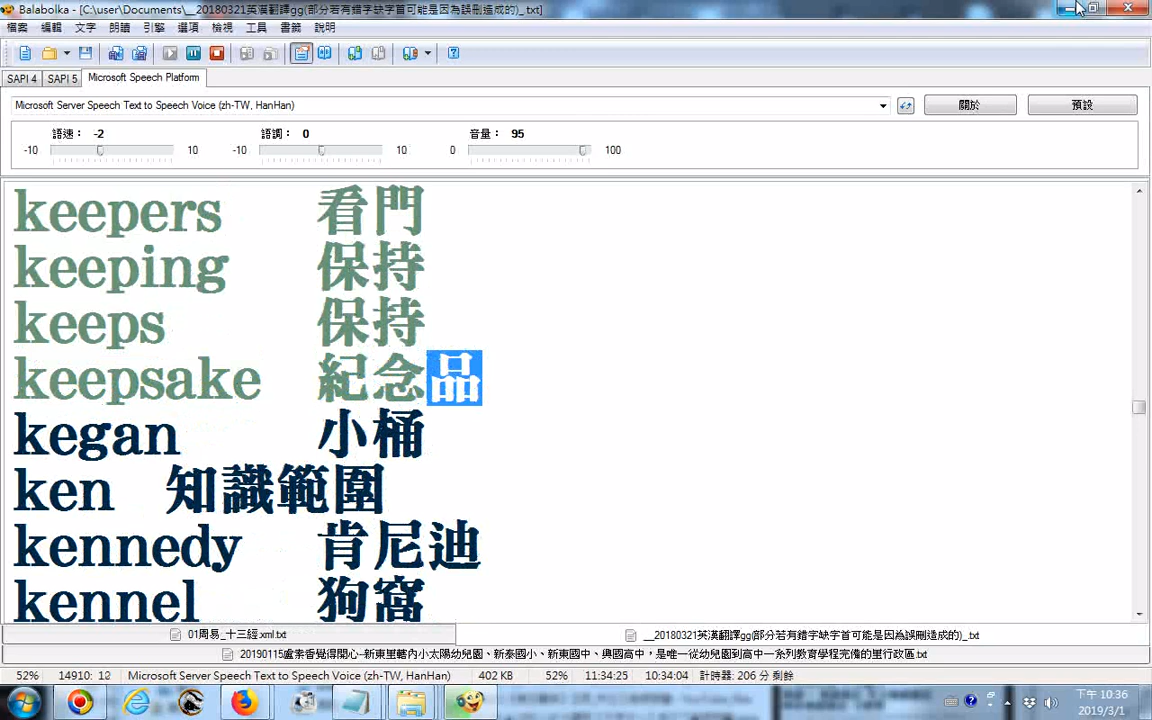 Balabolka - [C:\user\Documents\__20180321英漢翻譯gg(部分若有錯字缺字首可能是因為誤刪造成的)_.txt]
檔案 編輯 文字 朗讀 引擎 選項 檢視 工具 書籤 說明
SAPI 4 SAPI 5 Microsoft Speech Platform
Microsoft Server Speech Text to Speech Voice (zh-TW, HanHan) 關於 預設
語速： -2 語調： 0 音量： 95
-10 10 -10 10 0 100
keepers 看門
keeping 保持
keeps 保持
keepsake 紀念品
kegan 小桶
ken 知識範圍
kennedy 肯尼迪
kennel 狗窩
01周易_十三經.xml.txt __20180321英漢翻譯gg(部分若有錯字缺字首可能是因為誤刪造成的)_.txt
20190115盧素香覺得開心-新東里轄內小太陽幼兒園、新泰國小、新東國中、興國高中，是唯一從幼兒園到高中一系列教育學程完備的里行政區.txt
52% 14910: 12 Microsoft Server Speech Text to Speech Voice (zh-TW, HanHan) 402 KB 52% 11:34:25 10:34:04 計時器: 206 分 剩餘
下午 10:36
2019/3/1